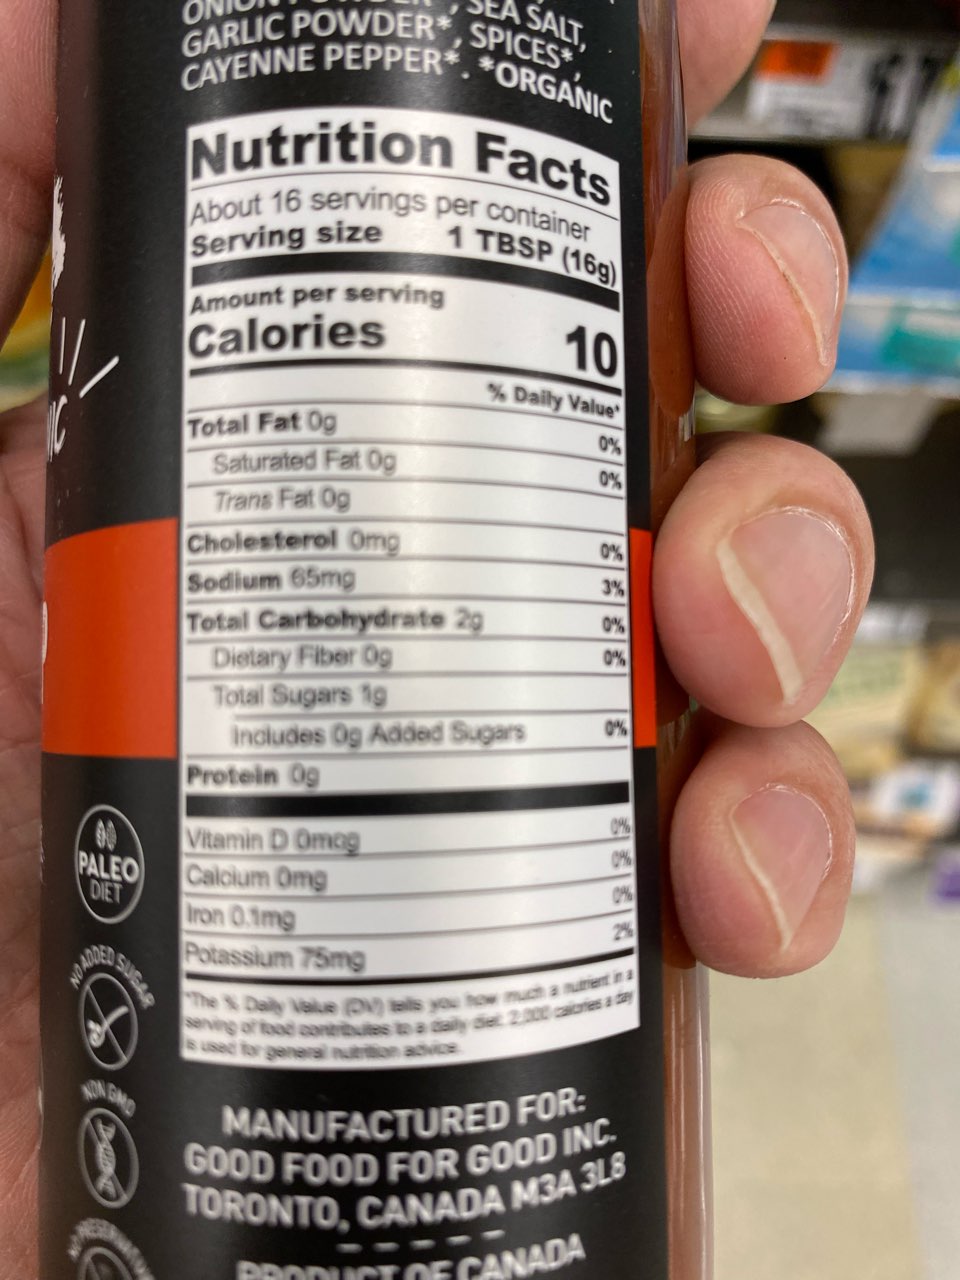 ONION POWDER*, SEA SALT,
GARLIC POWDER*, SPICES*,
CAYENNE PEPPER*. *ORGANIC
Nutrition Facts
About 16 servings per container
Serving size 1 TBSP (16g)
Amount per serving
Calories 10
% Daily Value*
Total Fat 0g 0%
Saturated Fat 0g 0%
Trans Fat 0g
Cholesterol 0mg 0%
Sodium 65mg 3%
Total Carbohydrate 2g 0%
Dietary Fiber 0g 0%
Total Sugars 1g
Includes 0g Added Sugars 0%
Protein 0g
Vitamin D 0mcg 0%
Calcium 0mg 0%
Iron 0.1mg 0%
Potassium 75mg 2%
*The % Daily Value (DV) tells you how much a nutrient in a
serving of food contributes to a daily diet. 2,000 calories a day
is used for general nutrition advice.
PALEO
DIET
NO ADDED SUGAR
NON GMO
MANUFACTURED FOR:
GOOD FOOD FOR GOOD INC.
TORONTO, CANADA M3A 3L8
PRODUCT OF CANADA